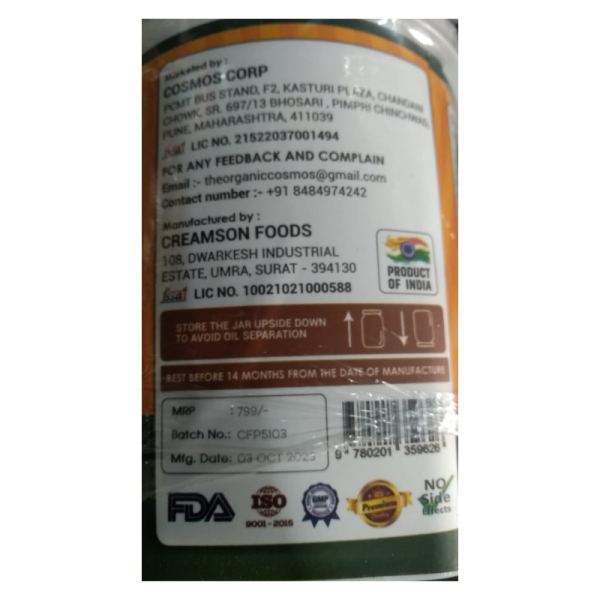 Marketed by :
COSMOS CORP
PCMT BUS STAND, F2, KASTURI PLAZA, CHANDANI
CHOWK, SR. 697/13 BHOSARI , PIMPRI CHINCHWAD,
PUNE, MAHARASHTRA, 411039
fssai LIC NO. 21522037001494
FOR ANY FEEDBACK AND COMPLAIN
Email :- theorganiccosmos@gmail.com
Contact number :- +91 8484974242
Manufactured by :
CREAMSON FOODS
108, DWARKESH INDUSTRIAL
ESTATE, UMRA, SURAT - 394130
fssai LIC NO. 10021021000588
PRODUCT
OF INDIA
STORE THE JAR UPSIDE DOWN
TO AVOID OIL SEPARATION
BEST BEFORE 14 MONTHS FROM THE DATE OF MANUFACTURE
MRP : 799/-
Batch No.: CFP5103
Mfg. Date: 03-OCT 2023
9 780201 359626
FDA
ISO
9001-2015
GMP
Premium
NO
Side
Effects